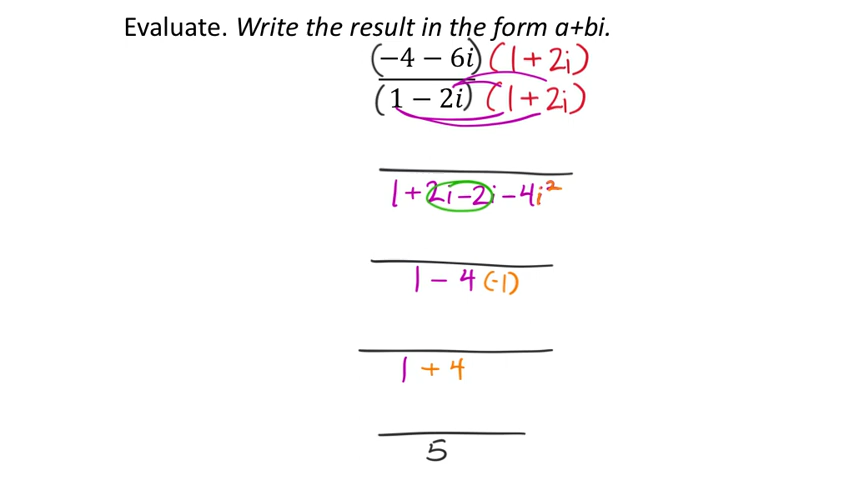 Evaluate. Write the result in the form a+bi.
(−4 − 6i)(1+2i)
(1 − 2i)(1+2i)
1+2i−2i−4i²
1 − 4(-1)
1 + 4
5